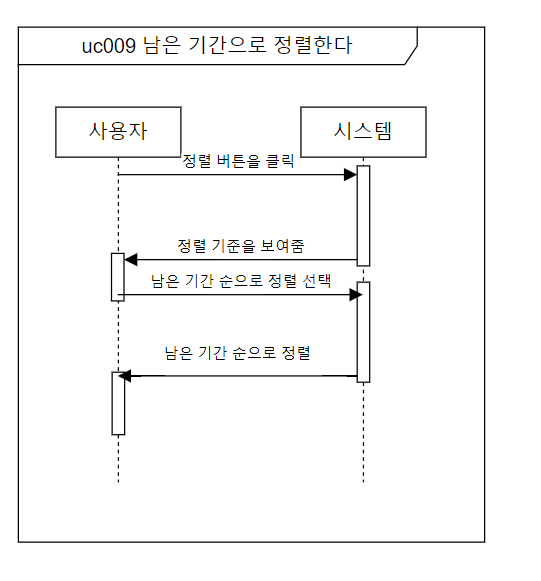 uc009 남은 기간으로 정렬한다
사용자
시스템
정렬 버튼을 클릭
정렬 기준을 보여줌
남은 기간 순으로 정렬 선택
남은 기간 순으로 정렬